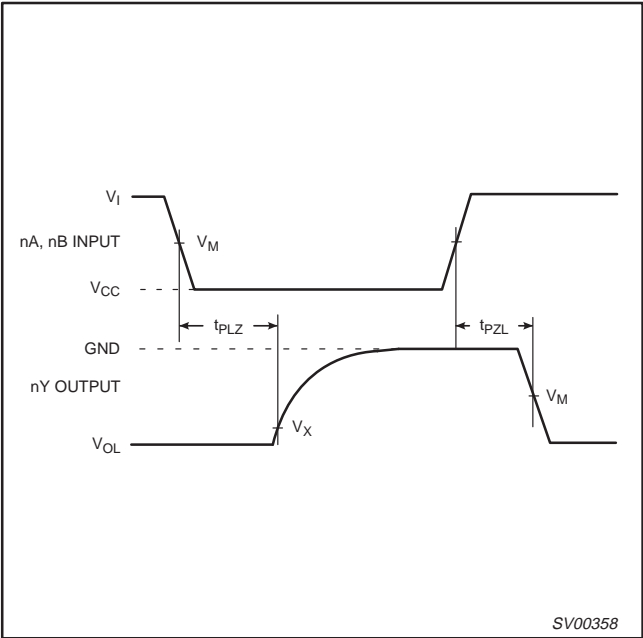 VI
nA, nB INPUT
VM
VCC
tPLZ
tPZL
GND
nY OUTPUT
VM
VX
VOL
SV00358